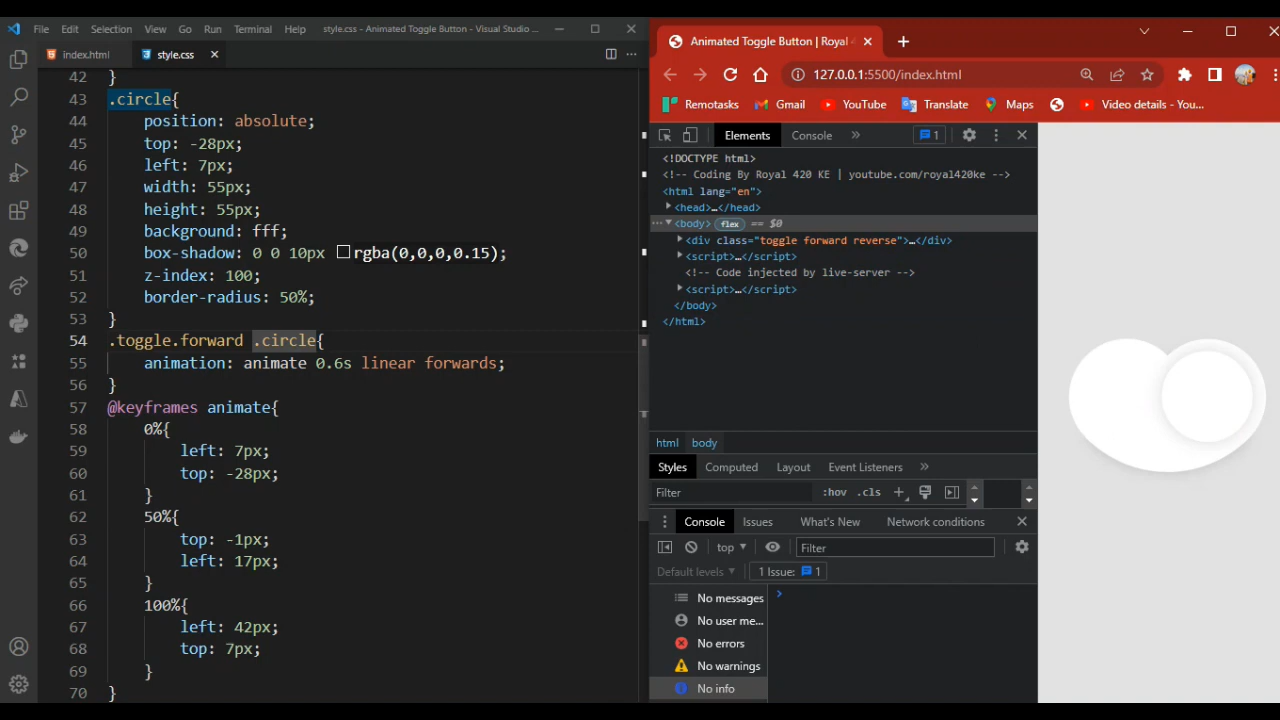 File Edit Selection View Go Run Terminal Help style.css - Animated Toggle Button - Visual Studio ...
index.html style.css
42 }
43 .circle{
44 position: absolute;
45 top: -28px;
46 left: 7px;
47 width: 55px;
48 height: 55px;
49 background: fff;
50 box-shadow: 0 0 10px rgba(0,0,0,0.15);
51 z-index: 100;
52 border-radius: 50%;
53 }
54 .toggle.forward .circle{
55 animation: animate 0.6s linear forwards;
56 }
57 @keyframes animate{
58 0%{
59 left: 7px;
60 top: -28px;
61 }
62 50%{
63 top: -1px;
64 left: 17px;
65 }
66 100%{
67 left: 42px;
68 top: 7px;
69 }
70 }
Animated Toggle Button | Royal 4
127.0.0.1:5500/index.html
Remotasks Gmail YouTube Translate Maps Video details - You...
Elements Console » 1
<!DOCTYPE html>
<!-- Coding By Royal 420 KE | youtube.com/royal420ke -->
<html lang="en">
<head>…</head>
<body> flex == $0
<div class="toggle forward reverse">…</div>
<script>…</script>
<!-- Code injected by live-server -->
<script>…</script>
</body>
</html>
html body
Styles Computed Layout Event Listeners »
Filter :hov .cls +
Console Issues What's New Network conditions
top Filter
Default levels 1 Issue: 1
No messages
No user me...
No errors
No warnings
No info